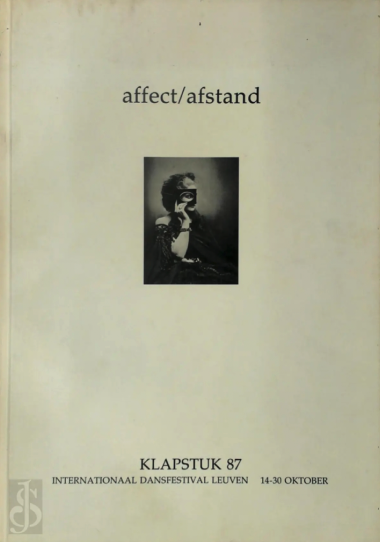 affect/afstand
KLAPSTUK 87
INTERNATIONAAL DANSFESTIVAL LEUVEN 14-30 OKTOBER